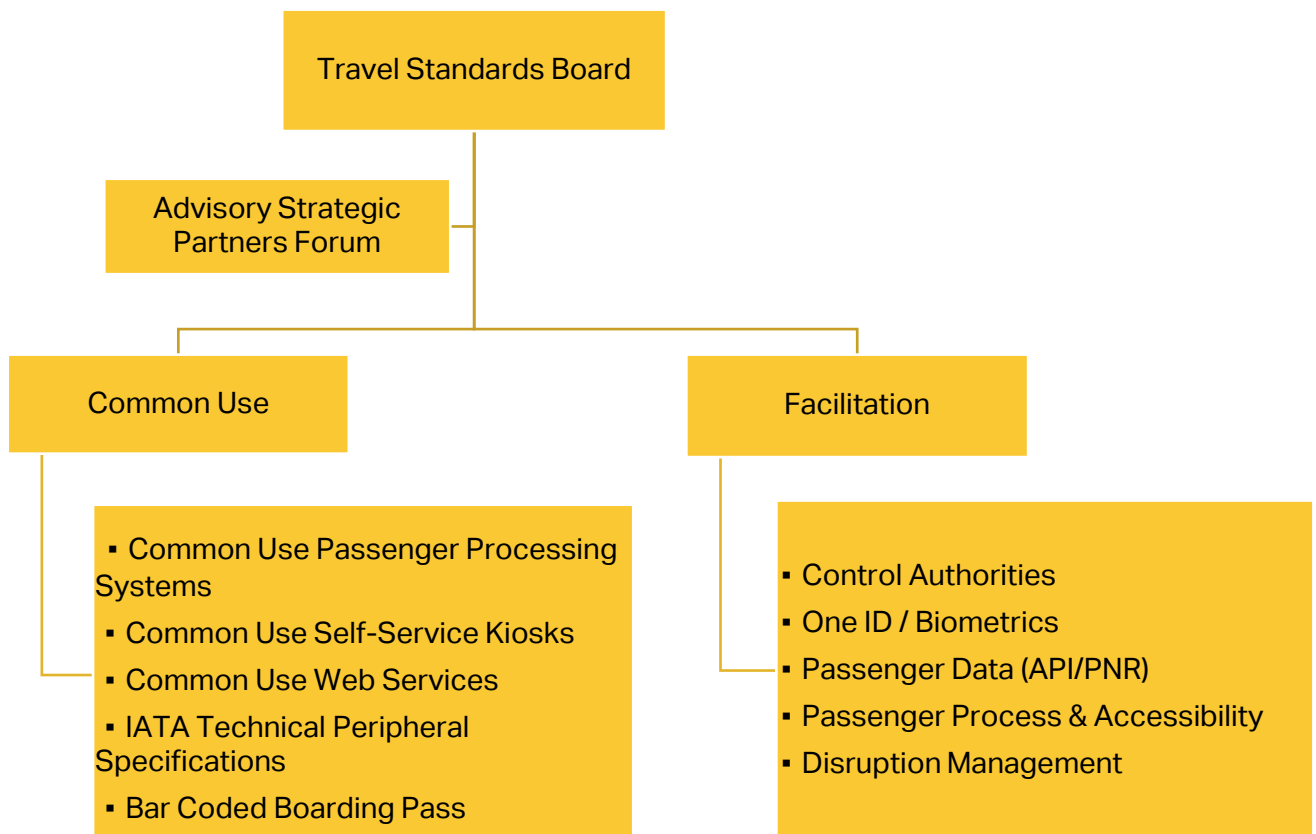 Travel Standards Board
Advisory Strategic
Partners Forum
Common Use
Facilitation
▪ Common Use Passenger Processing
Systems
▪ Common Use Self-Service Kiosks
▪ Common Use Web Services
▪ IATA Technical Peripheral
Specifications
▪ Bar Coded Boarding Pass
▪ Control Authorities
▪ One ID / Biometrics
▪ Passenger Data (API/PNR)
▪ Passenger Process & Accessibility
▪ Disruption Management